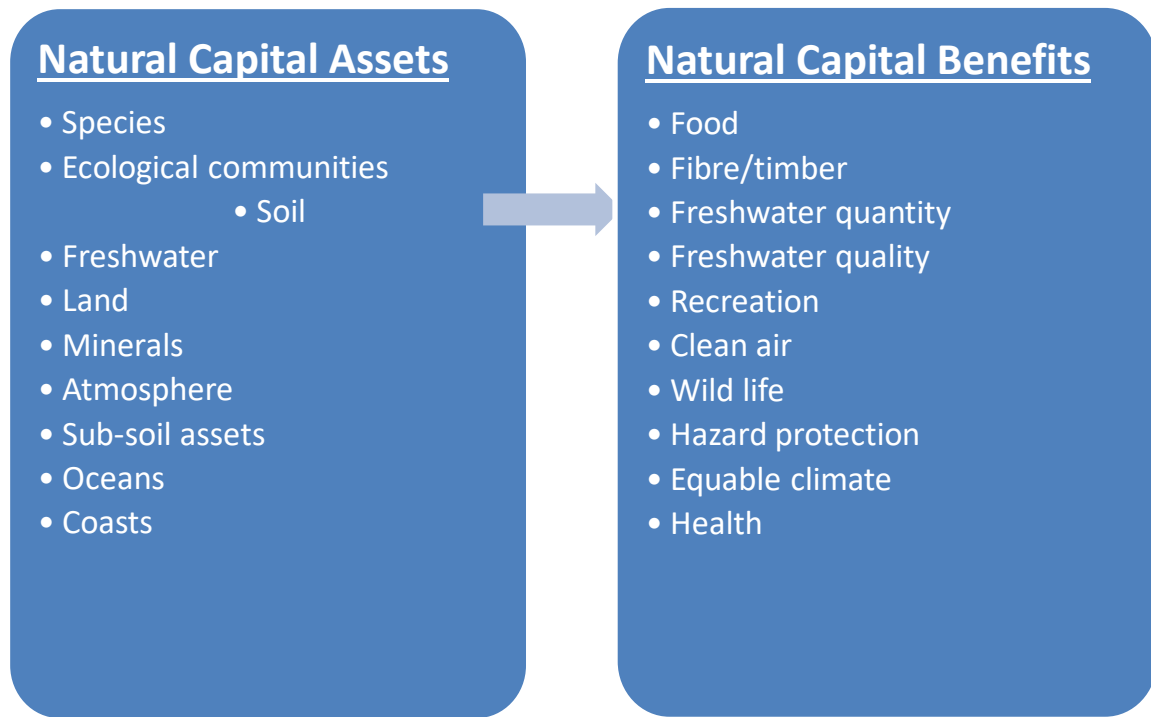 Natural Capital Assets
• Species
• Ecological communities
• Soil
• Freshwater
• Land
• Minerals
• Atmosphere
• Sub-soil assets
• Oceans
• Coasts
Natural Capital Benefits
• Food
• Fibre/timber
• Freshwater quantity
• Freshwater quality
• Recreation
• Clean air
• Wild life
• Hazard protection
• Equable climate
• Health